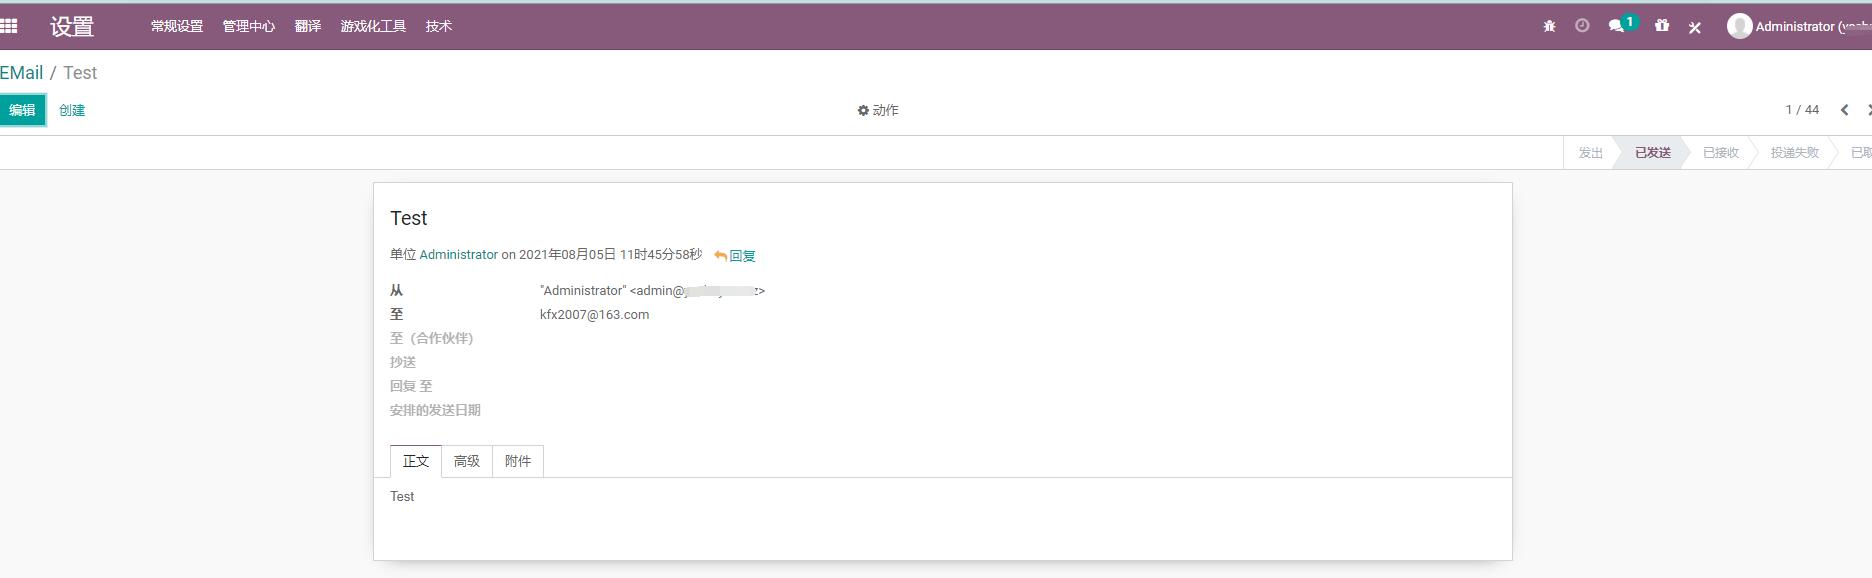 设置 常规设置 管理中心 翻译 游戏化工具 技术 1 Administrator
EMail / Test
编辑 创建 动作 1 / 44
发出 已发送 已接收 投递失败
Test
单位 Administrator on 2021年08月05日 11时45分58秒 回复
从 "Administrator" <admin@
至 kfx2007@163.com
至（合作伙伴）
抄送
回复 至
安排的发送日期
正文 高级 附件
Test